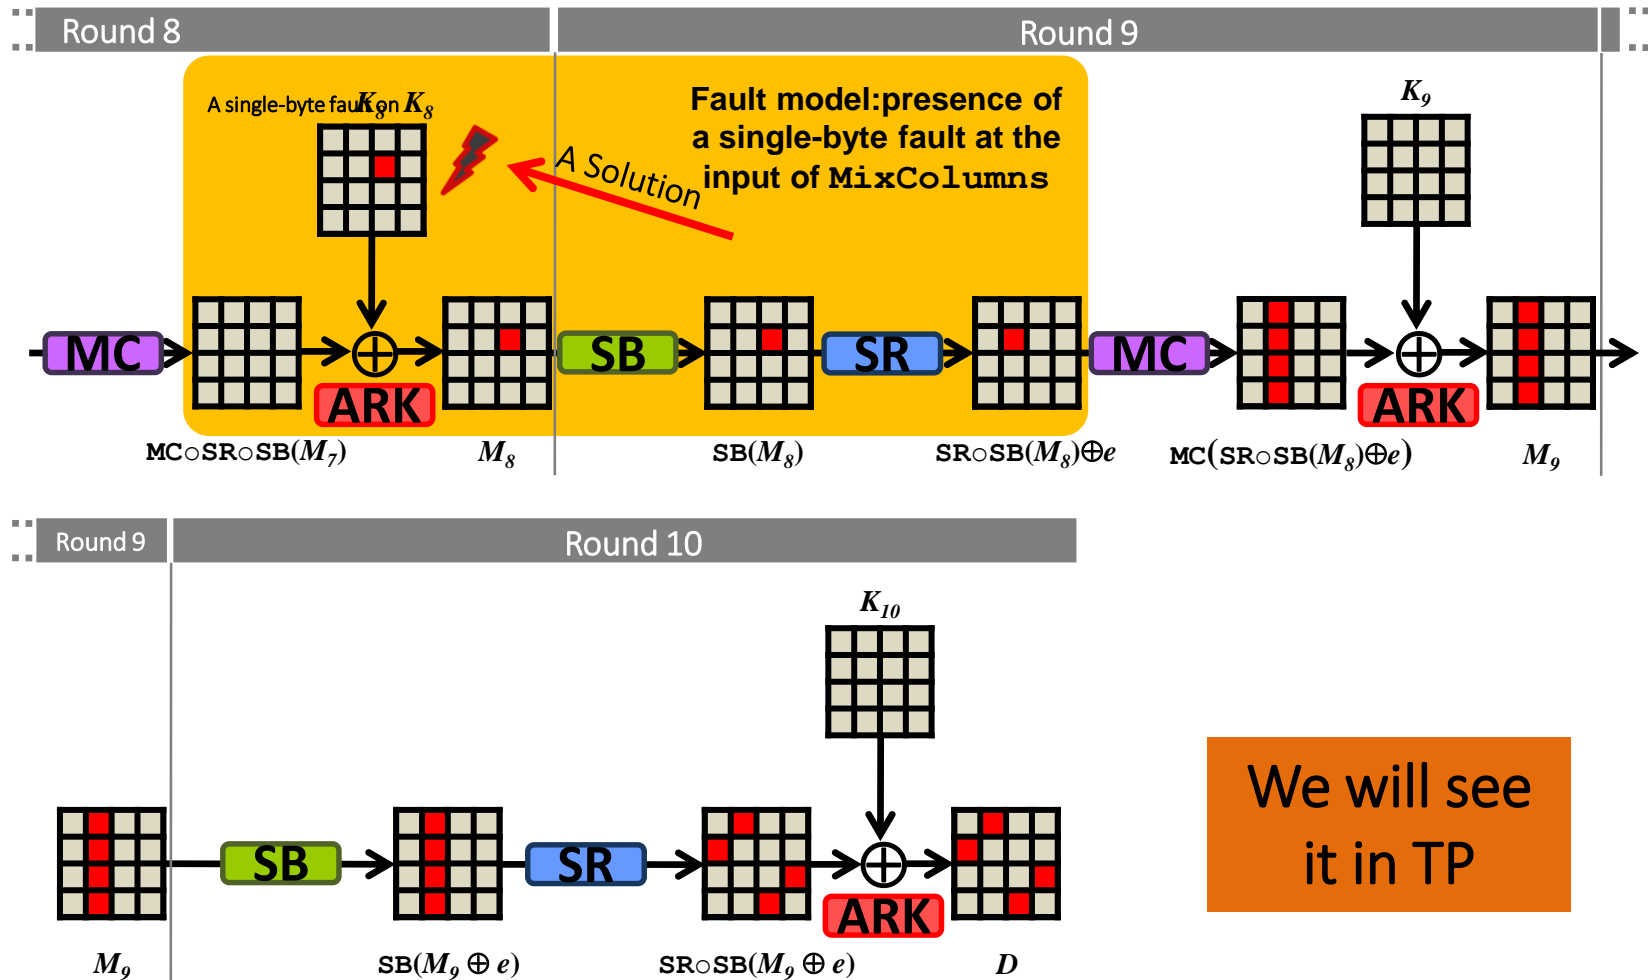 Round 8
Round 9
A single-byte fault on K8
K8
Fault model:presence of
a single-byte fault at the
input of MixColumns
A Solution
K9
MC
ARK
SB
SR
MC
ARK
MC○SR○SB(M7)
M8
SB(M8)
SR○SB(M8)⊕e
MC(SR○SB(M8)⊕e)
M9
Round 9
Round 10
K10
SB
SR
ARK
We will see
it in TP
M9
SB(M9 ⊕ e)
SR○SB(M9 ⊕ e)
D